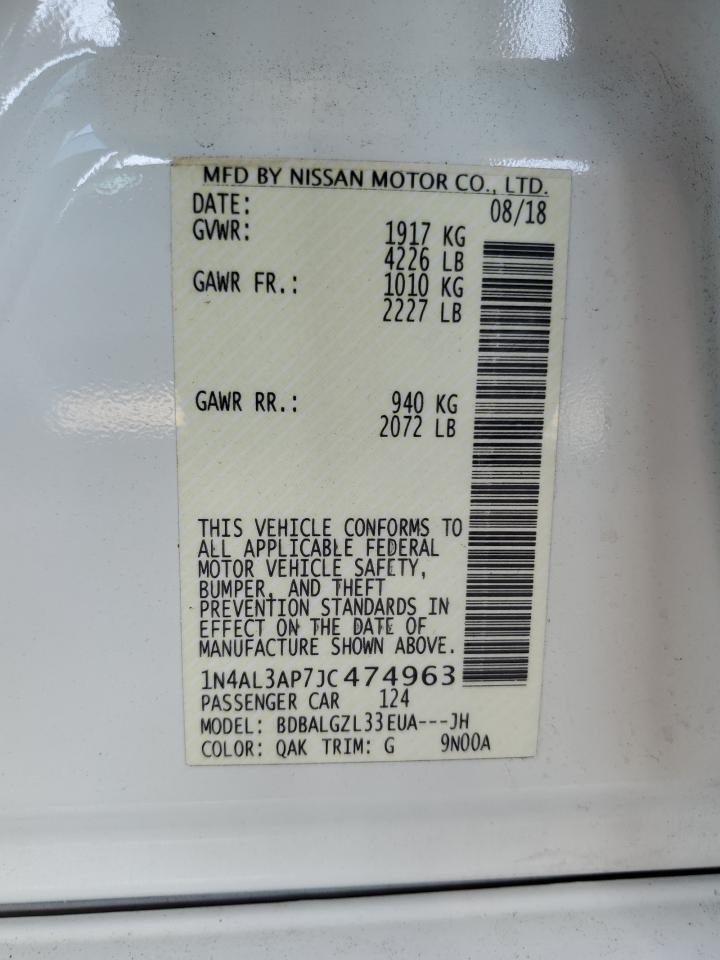 MFD BY NISSAN MOTOR CO., LTD.
DATE: 08/18
GVWR: 1917 KG
4226 LB
GAWR FR.: 1010 KG
2227 LB
GAWR RR.: 940 KG
2072 LB
THIS VEHICLE CONFORMS TO
ALL APPLICABLE FEDERAL
MOTOR VEHICLE SAFETY,
BUMPER, AND THEFT
PREVENTION STANDARDS IN
EFFECT ON THE DATE OF
MANUFACTURE SHOWN ABOVE.
1N4AL3AP7JC474963
PASSENGER CAR 124
MODEL: BDBALGZL33EUA---JH
COLOR: QAK TRIM: G 9N00A